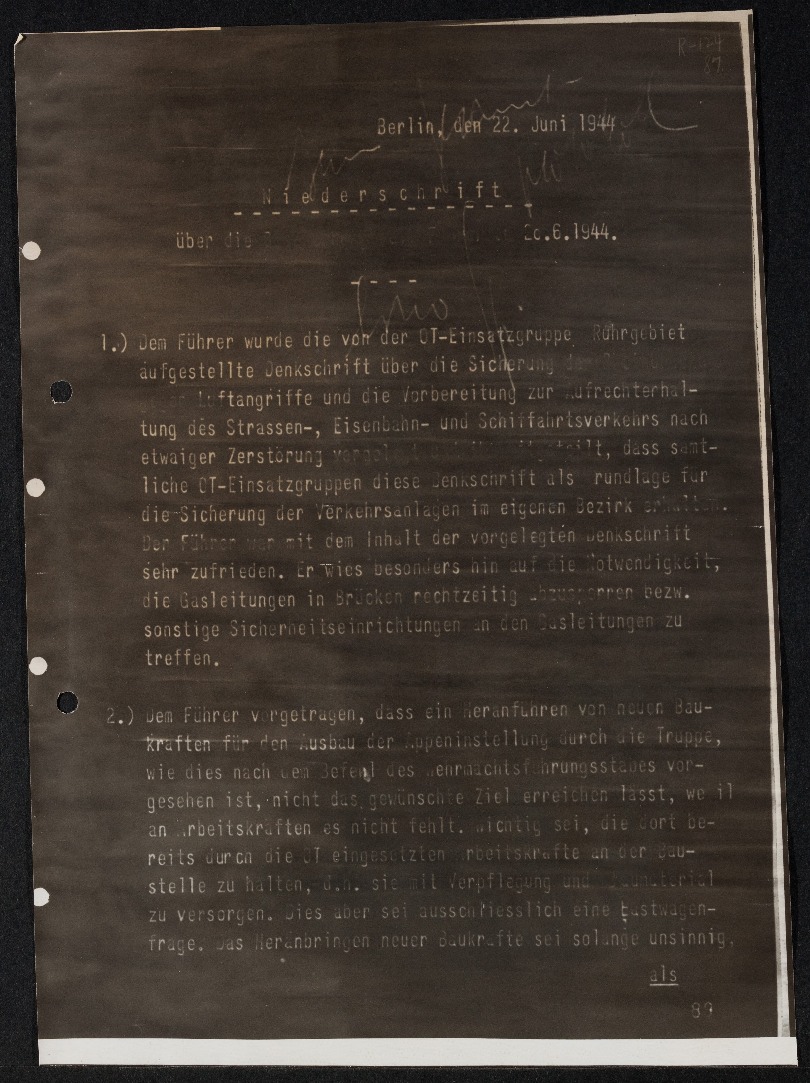 R-124
87
Berlin, den 22. Juni 1944
Niederschrift
über die 20.6.1944.
1.) Dem Führer wurde die von der OT-Einsatzgruppe Ruhrgebiet
aufgestellte Denkschrift über die Sicherung
Luftangriffe und die Vorbereitung zur Aufrechterhal-
tung des Strassen-, Eisenbahn- und Schiffahrtsverkehrs nach
etwaiger Zerstörung dass sämt-
liche OT-Einsatzgruppen diese Denkschrift als rundlage für
die Sicherung der Verkehrsanlagen im eigenen Bezirk erhalten.
Der Führer war mit dem Inhalt der vorgelegten Denkschrift
sehr zufrieden. Er wies besonders hin auf die Notwendigkeit,
die Gasleitungen in Brücken rechtzeitig abzusperren bezw.
sonstige Sicherheitseinrichtungen an den Gasleitungen zu
treffen.
2.) Dem Führer vorgetragen, dass ein Heranführen von neuen Bau-
kräften für den Ausbau der Appeninstellung durch die Truppe,
wie dies nach dem Befehl des Wehrmachtsführungsstabes vor-
gesehen ist, nicht das gewünschte Ziel erreichen lässt, weil
an Arbeitskräften es nicht fehlt. Wichtig sei, die dort be-
reits durch die OT eingesetzten Arbeitskräfte an der Bau-
stelle zu halten, d.h. sie mit Verpflegung und Baumaterial
zu versorgen. Dies aber sei ausschliesslich eine Lastwagen-
frage. Das Heranbringen neuer Baukräfte sei solange unsinnig,
als
89